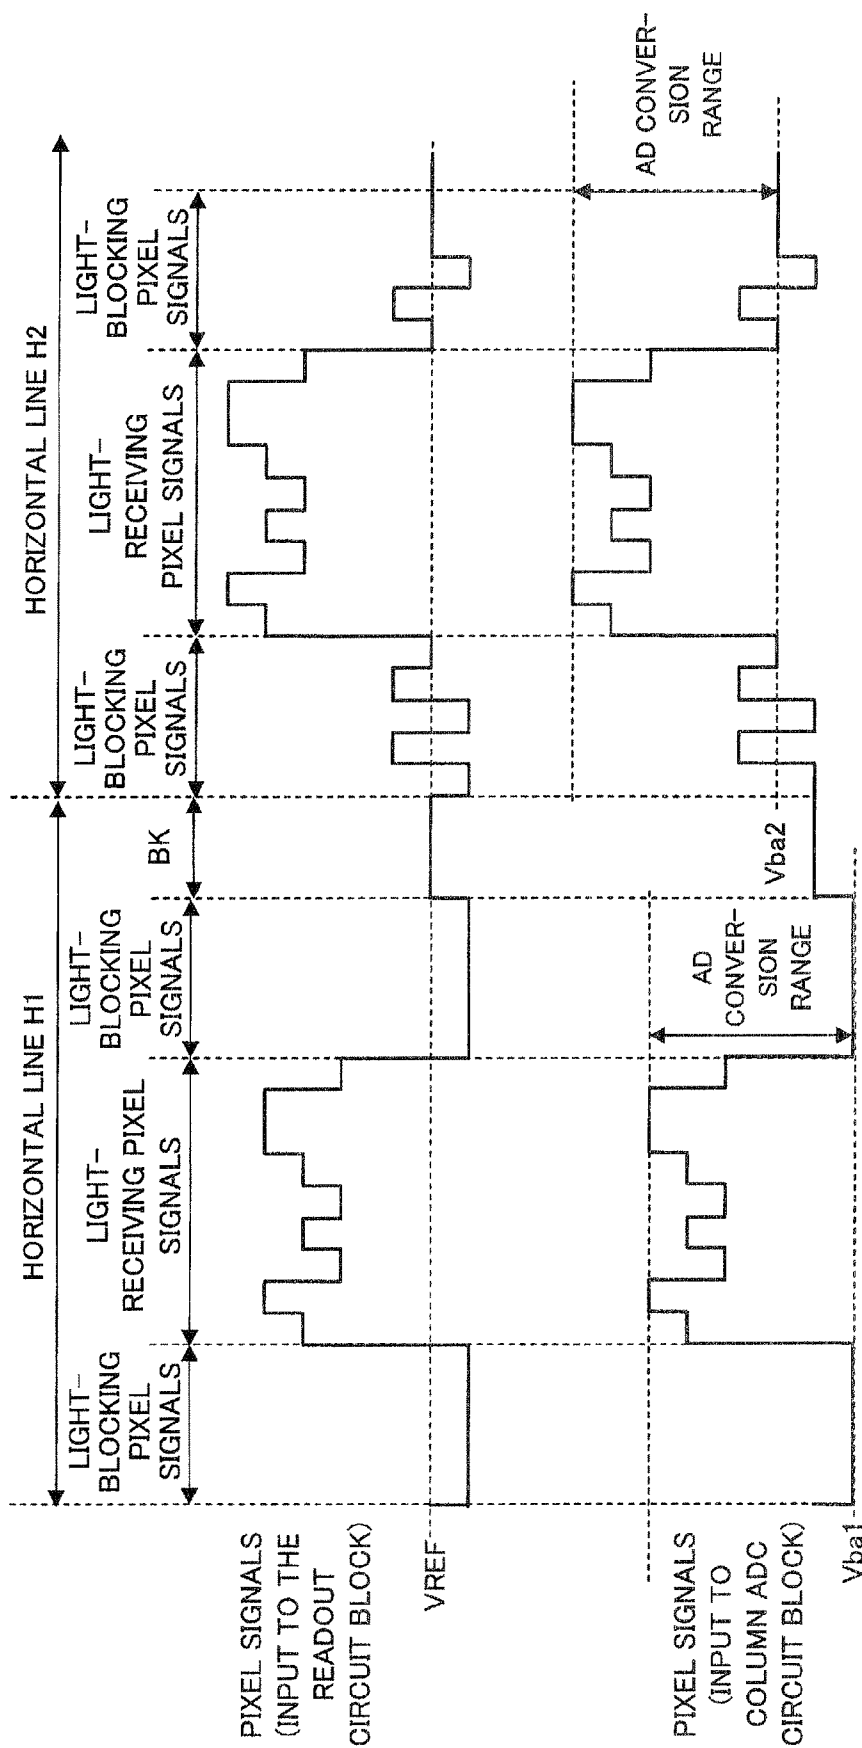 HORIZONTAL LINE H1
HORIZONTAL LINE H2
LIGHT-
BLOCKING
PIXEL
SIGNALS
LIGHT-
RECEIVING PIXEL
SIGNALS
LIGHT-
BLOCKING
PIXEL
SIGNALS
BK
LIGHT-
BLOCKING
PIXEL
SIGNALS
LIGHT-
RECEIVING
PIXEL SIGNALS
LIGHT-
BLOCKING
PIXEL
SIGNALS
PIXEL SIGNALS
(INPUT TO THE
READOUT
CIRCUIT BLOCK)
VREF
PIXEL SIGNALS
(INPUT TO
COLUMN ADC
CIRCUIT BLOCK)
Vba1
AD
CONVER-
SION
RANGE
Vba2
AD CONVER-
SION
RANGE